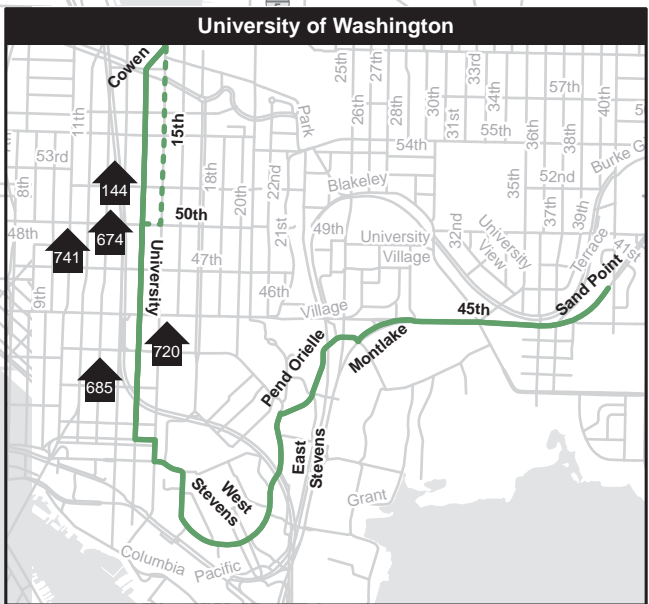 University of Washington
Cowen
15th
11th
53rd
8th
144
18th
20th
22nd
21st
Park
25th
27th
26th
28th
30th
31st
33rd
34th
57th
55th
54th
36th
38th
40th
35th
52nd
37th
39th
Burke G
Blakeley
50th
48th
741
674
University
47th
49th
University
Village
32nd
University
View
Terrace
41st
9th
46th
Village
45th
Sand Point
720
685
Pend Orielle
Montlake
East
Stevens
West
Stevens
Grant
Columbia
Pacific